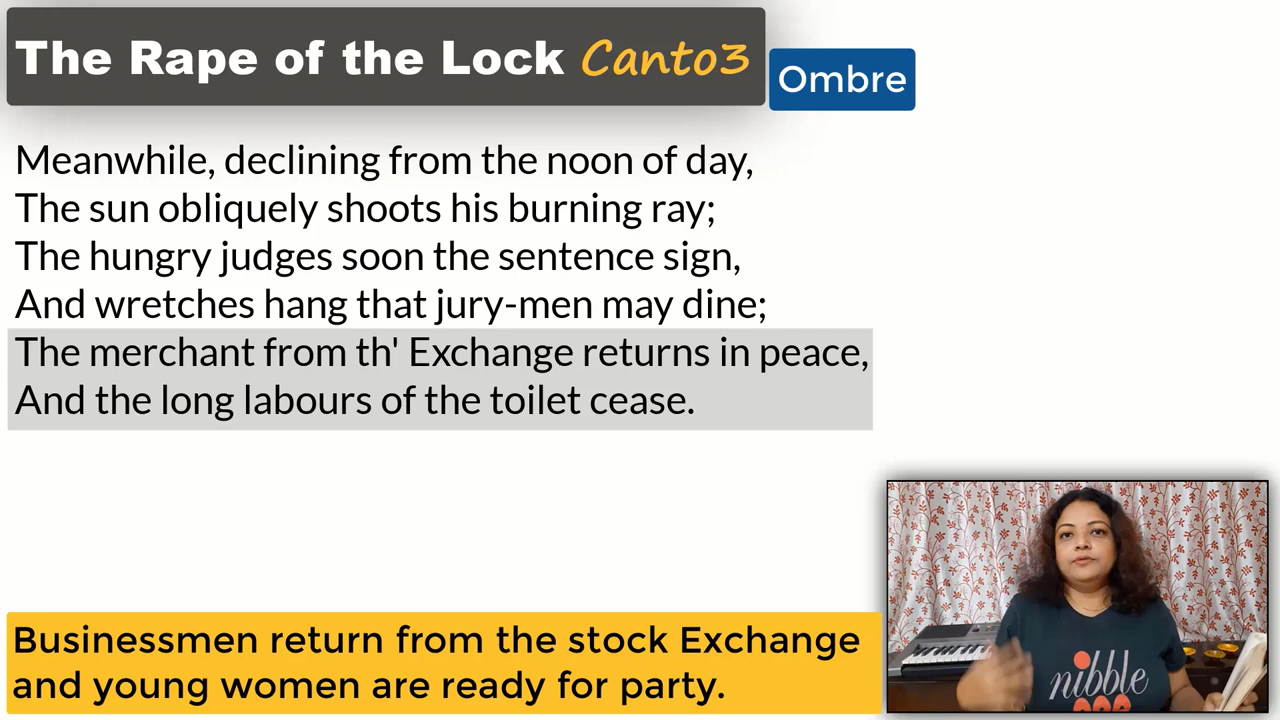 The Rape of the Lock Canto3
Ombre
Meanwhile, declining from the noon of day,
The sun obliquely shoots his burning ray;
The hungry judges soon the sentence sign,
And wretches hang that jury-men may dine;
The merchant from th' Exchange returns in peace,
And the long labours of the toilet cease.
Businessmen return from the stock Exchange
and young women are ready for party.
nibble